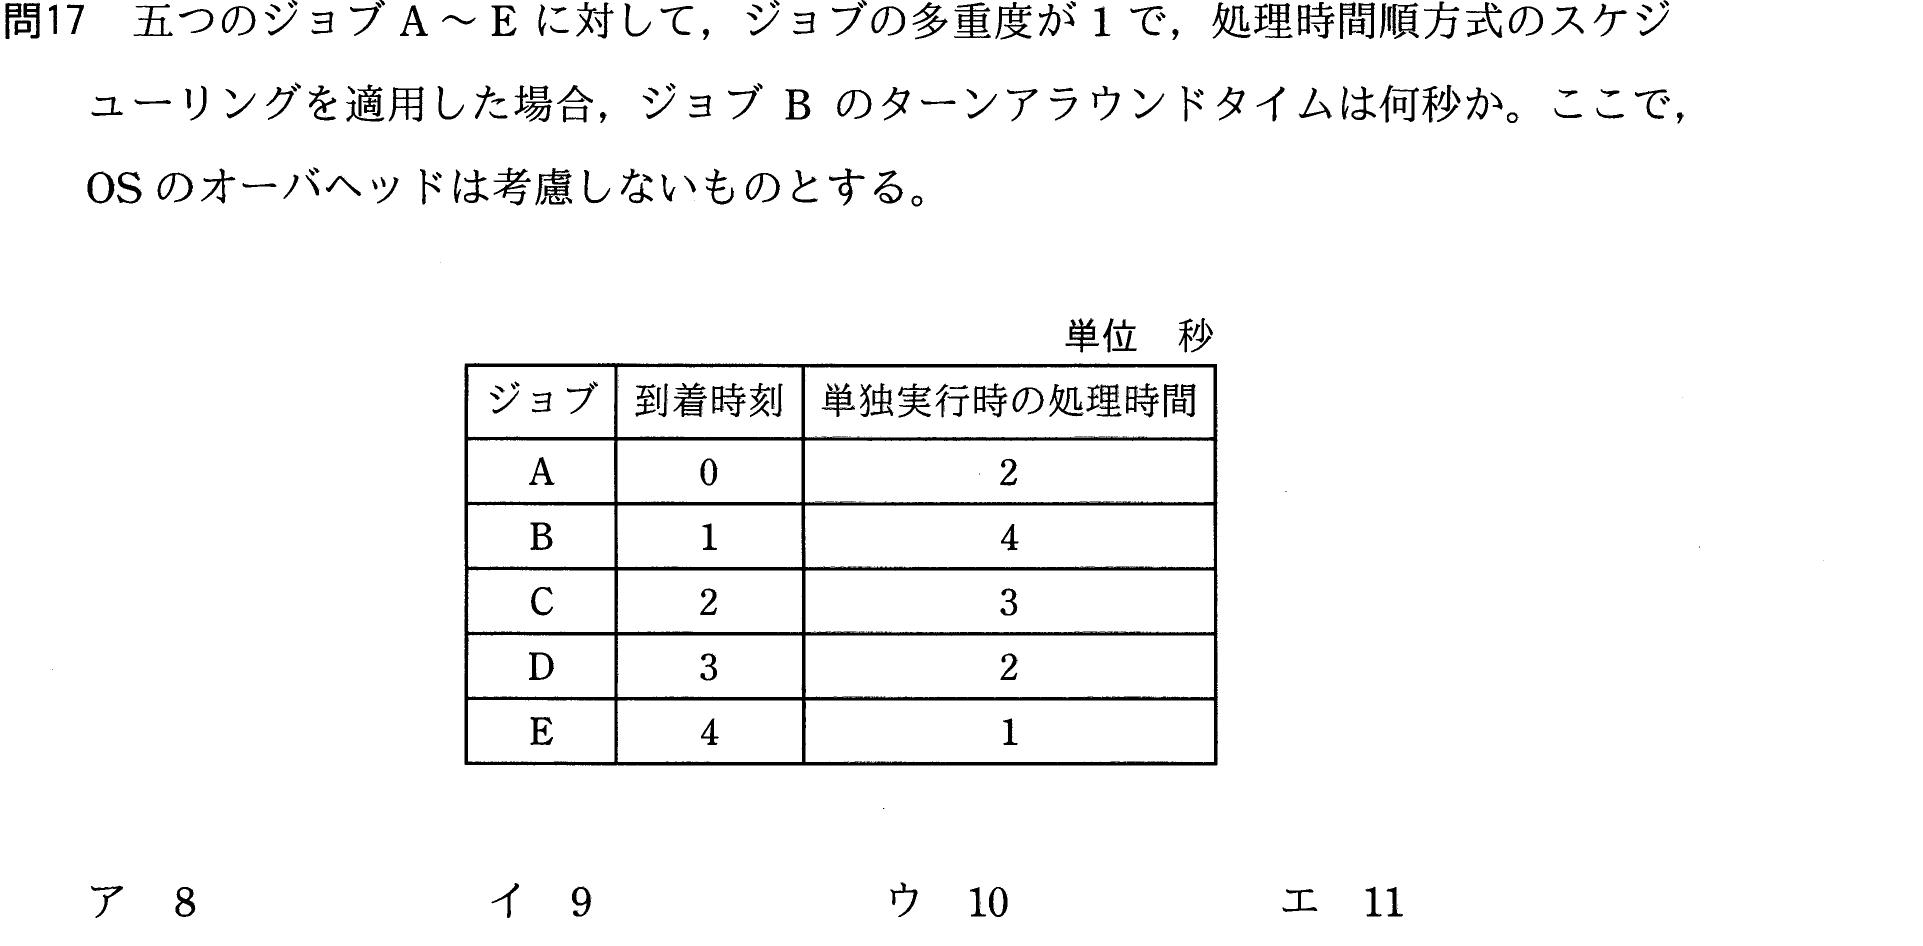 問17 五つのジョブ A ～ E に対して，ジョブの多重度が 1 で，処理時間順方式のスケジ
ューリングを適用した場合，ジョブ B のターンアラウンドタイムは何秒か。ここで，
OS のオーバヘッドは考慮しないものとする。
単位 秒
ジョブ 到着時刻 単独実行時の処理時間
A 0 2
B 1 4
C 2 3
D 3 2
E 4 1
ア 8 イ 9 ウ 10 エ 11